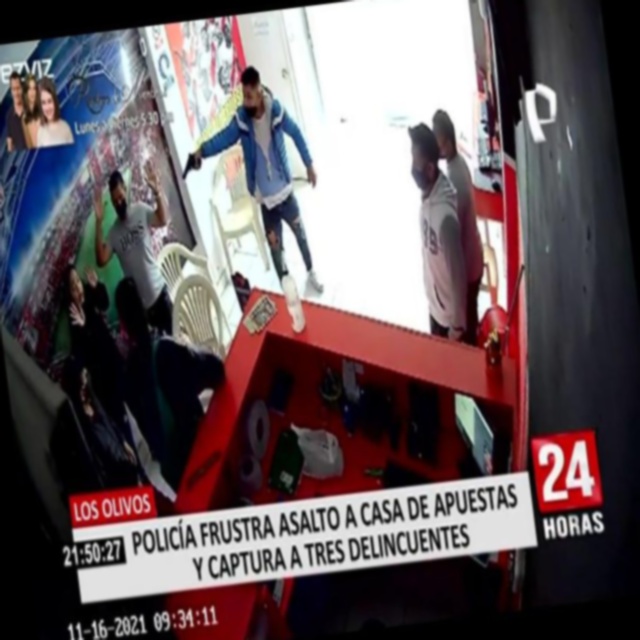 EZVIZ
LOS OLIVOS
21:50:27
POLICÍA FRUSTRA ASALTO A CASA DE APUESTAS
Y CAPTURA A TRES DELINCUENTES
24
HORAS
11-16-2021 09:34:11